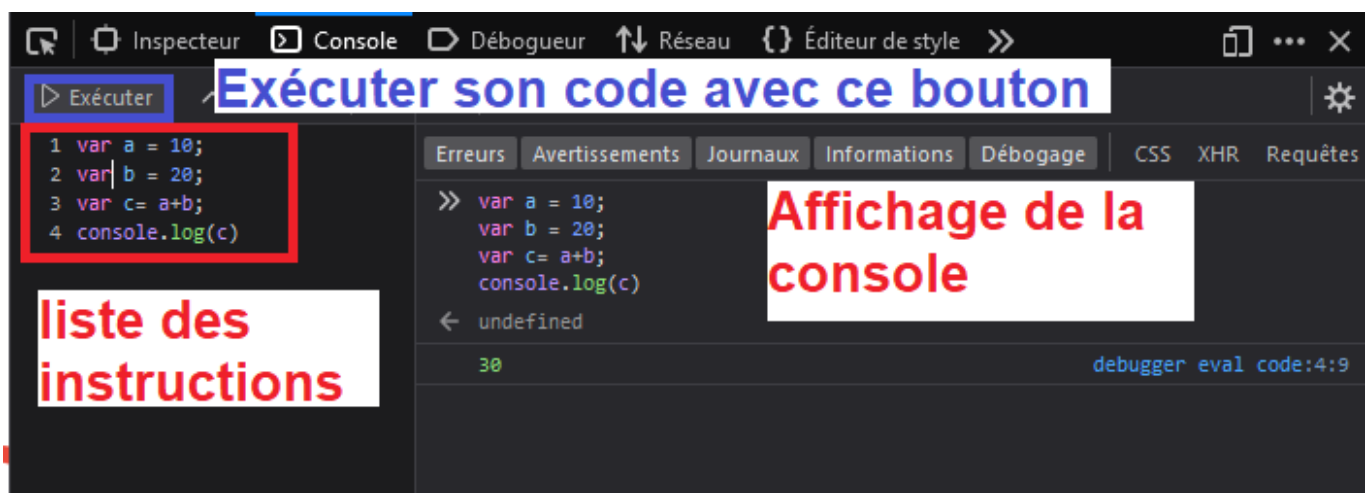 Inspecteur Console Débogueur Réseau {} Éditeur de style
Exécuter Exécuter son code avec ce bouton
1 var a = 10;
2 var b = 20;
3 var c= a+b;
4 console.log(c)
liste des
instructions
Erreurs Avertissements Journaux Informations Débogage CSS XHR Requêtes
var a = 10;
var b = 20;
var c= a+b;
console.log(c)
Affichage de la
console
undefined
30 debugger eval code:4:9